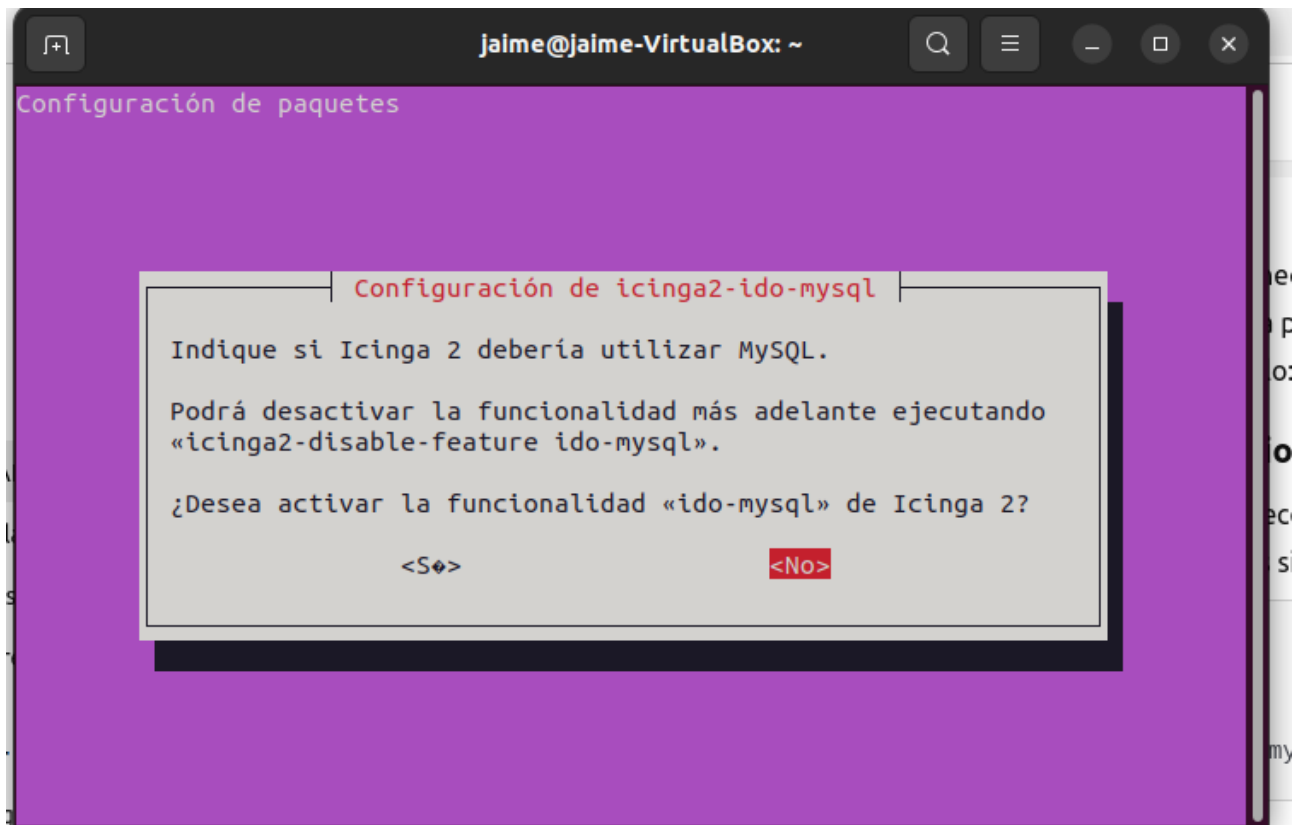 jaime@jaime-VirtualBox: ~
Configuración de paquetes
Configuración de icinga2-ido-mysql
Indique si Icinga 2 debería utilizar MySQL.
Podrá desactivar la funcionalidad más adelante ejecutando
«icinga2-disable-feature ido-mysql».
¿Desea activar la funcionalidad «ido-mysql» de Icinga 2?
<S�> <No>